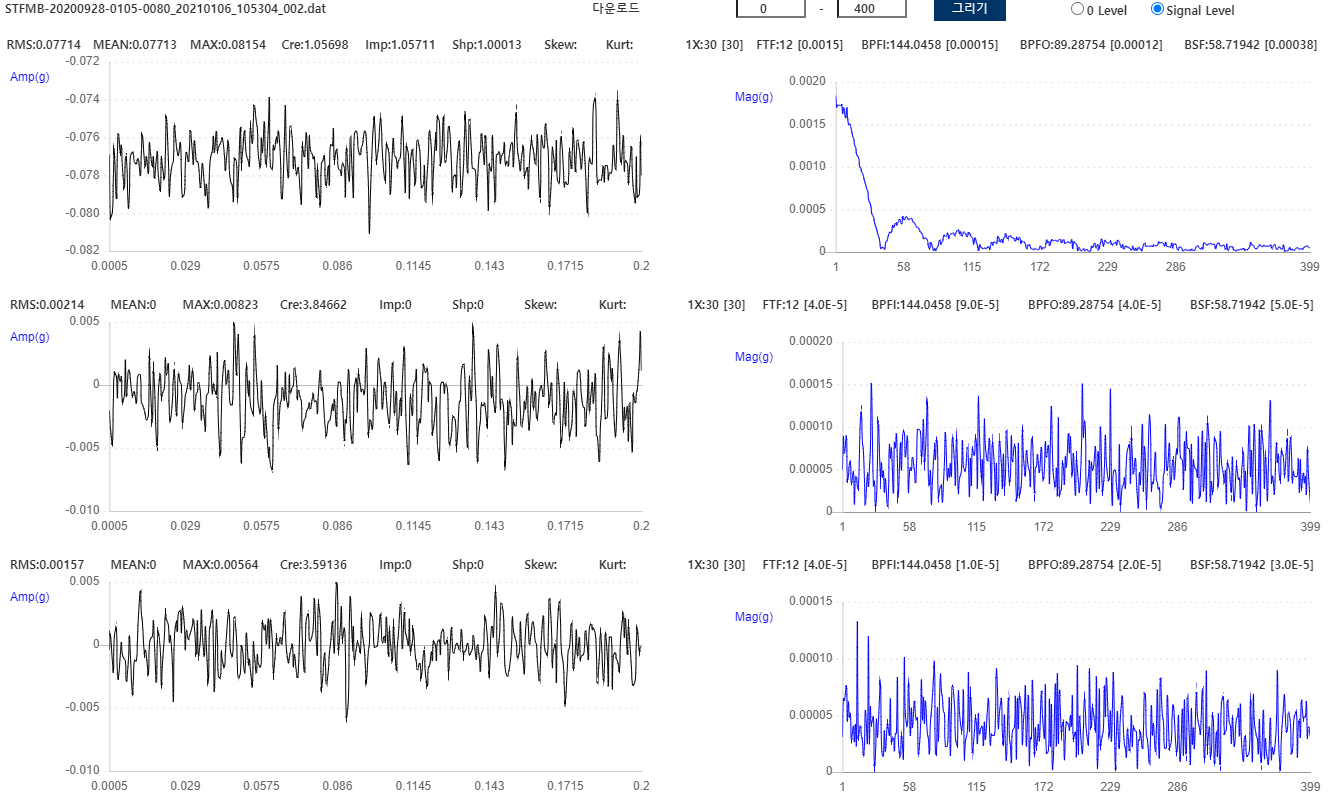 STFMB-20200928-0105-0080_20210106_105304_002.dat 다운로드 0 - 400 그리기 0 Level Signal Level
RMS:0.07714 MEAN:0.07713 MAX:0.08154 Cre:1.05698 Imp:1.05711 Shp:1.00013 Skew: Kurt:
Amp(g)
-0.072
-0.074
-0.076
-0.078
-0.080
-0.082
0.0005 0.029 0.0575 0.086 0.1145 0.143 0.1715 0.2
1X:30 [30] FTF:12 [0.0015] BPFI:144.0458 [0.00015] BPFO:89.28754 [0.00012] BSF:58.71942 [0.00038]
Mag(g)
0.0020
0.0015
0.0010
0.0005
0
1 58 115 172 229 286 399
RMS:0.00214 MEAN:0 MAX:0.00823 Cre:3.84662 Imp:0 Shp:0 Skew: Kurt:
Amp(g)
0.005
0
-0.005
-0.010
0.0005 0.029 0.0575 0.086 0.1145 0.143 0.1715 0.2
1X:30 [30] FTF:12 [4.0E-5] BPFI:144.0458 [9.0E-5] BPFO:89.28754 [4.0E-5] BSF:58.71942 [5.0E-5]
Mag(g)
0.00020
0.00015
0.00010
0.00005
0
1 58 115 172 229 286 399
RMS:0.00157 MEAN:0 MAX:0.00564 Cre:3.59136 Imp:0 Shp:0 Skew: Kurt:
Amp(g)
0.005
0
-0.005
-0.010
0.0005 0.029 0.0575 0.086 0.1145 0.143 0.1715 0.2
1X:30 [30] FTF:12 [4.0E-5] BPFI:144.0458 [1.0E-5] BPFO:89.28754 [2.0E-5] BSF:58.71942 [3.0E-5]
Mag(g)
0.00015
0.00010
0.00005
0
1 58 115 172 229 286 399